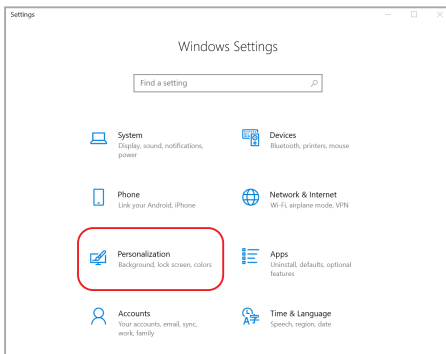 Settings
Windows Settings
Find a setting
System
Display, sound, notifications,
power
Devices
Bluetooth, printers, mouse
Phone
Link your Android, iPhone
Network & Internet
Wi-Fi, airplane mode, VPN
Personalization
Background, lock screen, colors
Apps
Uninstall, defaults, optional
features
Accounts
Your accounts, email, sync,
work, family
Time & Language
Speech, region, date